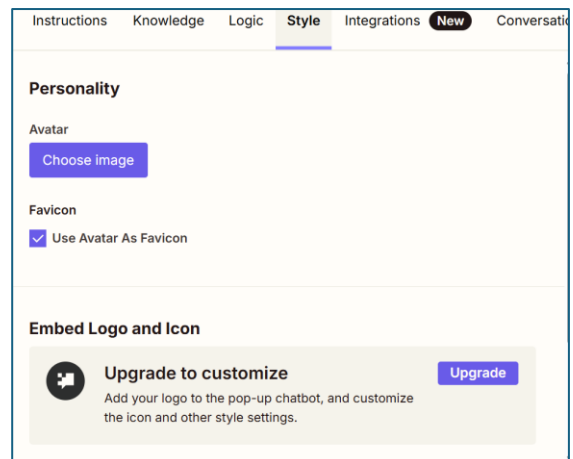 Instructions Knowledge Logic Style Integrations New
Personality
Avatar
Choose image
Favicon
Use Avatar As Favicon
Embed Logo and Icon
Upgrade to customize
Upgrade
Add your logo to the pop-up chatbot, and customize
the icon and other style settings.